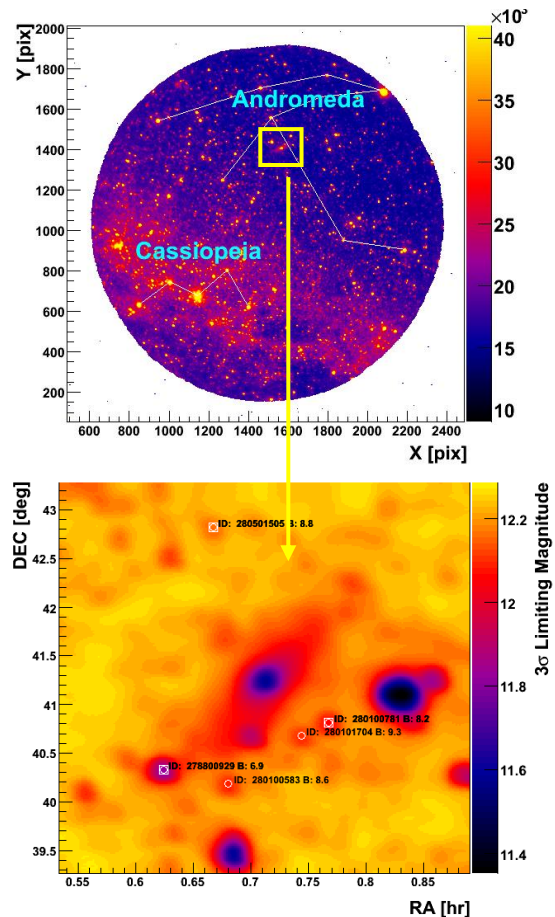 ×10³
Y [pix]
2000
1800
1600
1400
1200
1000
800
600
400
200
Andromeda
Cassiopeia
40
35
30
25
20
15
10
600 800 1000 1200 1400 1600 1800 2000 2200 2400
X [pix]
DEC [deg]
43
42.5
42
41.5
41
40.5
40
39.5
ID: 280501505 B: 8.8
ID: 280100781 B: 8.2
ID: 280101704 B: 9.3
ID: 278800929 B: 6.9
ID: 280100583 B: 8.6
12.2
12
11.8
11.6
11.4
3σ Limiting Magnitude
0.55 0.6 0.65 0.7 0.75 0.8 0.85
RA [hr]